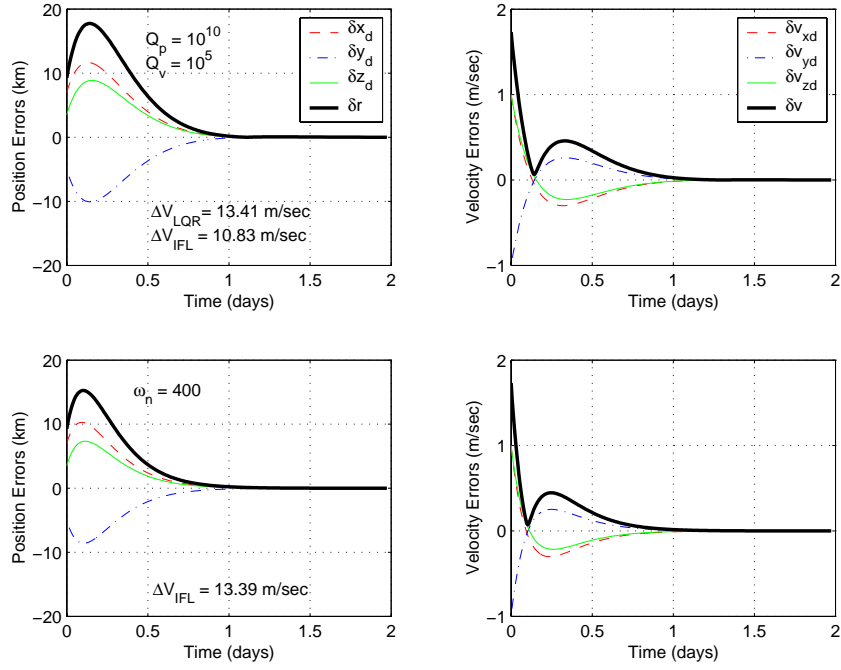 20
10
0
−10
−20
0
0.5
1
1.5
2
Position Errors (km)
Time (days)
Q_p = 10^10
Q_v = 10^5
ΔV_LQR = 13.41 m/sec
ΔV_IFL = 10.83 m/sec
δx_d
δy_d
δz_d
δr
2
1
0
−1
0
0.5
1
1.5
2
Velocity Errors (m/sec)
Time (days)
δv_xd
δv_yd
δv_zd
δv
20
10
0
−10
−20
0
0.5
1
1.5
2
Position Errors (km)
Time (days)
ω_n = 400
ΔV_IFL = 13.39 m/sec
2
1
0
−1
0
0.5
1
1.5
2
Velocity Errors (m/sec)
Time (days)